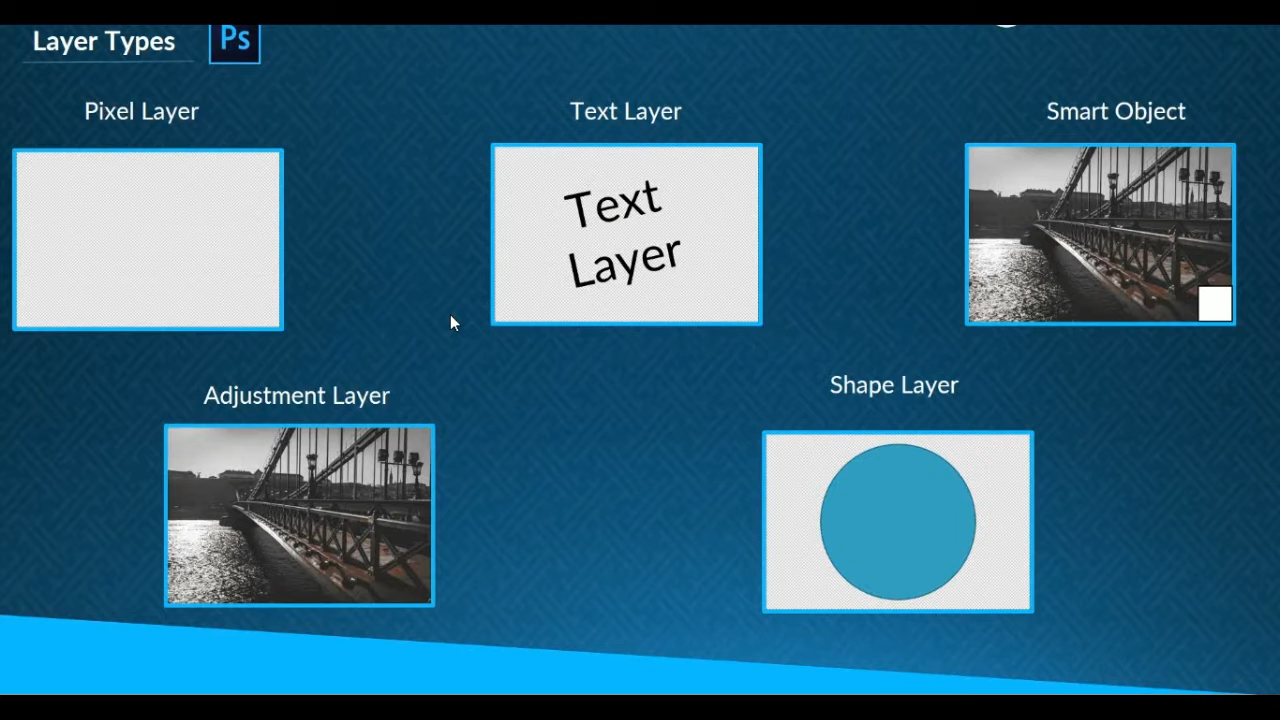 Layer Types
Ps
Pixel Layer
Text Layer
Smart Object
Text
Layer
Adjustment Layer
Shape Layer